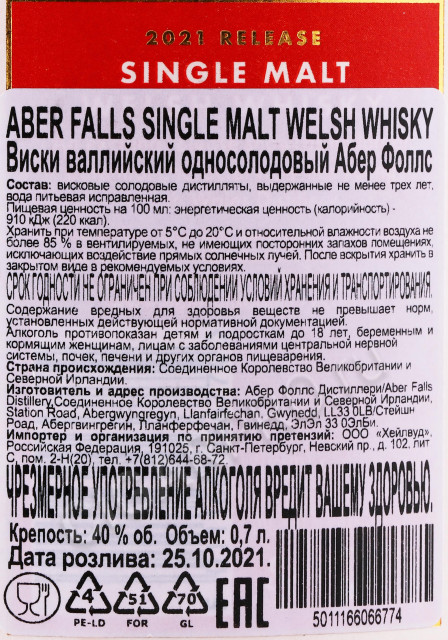 2021 RELEASE
SINGLE MALT
ABER FALLS SINGLE MALT WELSH WHISKY
Виски валлийский односолодовый Абер Фоллс
Состав: висковые солодовые дистилляты, выдержанные не менее трех лет,
вода питьевая исправленная.
Пищевая ценность на 100 мл: энергетическая ценность (калорийность) -
910 кДж (220 ккал).
Хранить при температуре от 5°С до 20°С и относительной влажности воздуха не
более 85 % в вентилируемых, не имеющих посторонних запахов помещениях,
исключающих воздействие прямых солнечных лучей. После вскрытия хранить в
закрытом виде в рекомендуемых условиях.
СРОК ГОДНОСТИ НЕ ОГРАНИЧЕН ПРИ СОБЛЮДЕНИИ УСЛОВИЙ ХРАНЕНИЯ И ТРАНСПОРТИРОВАНИЯ.
Содержание вредных для здоровья веществ не превышает норм,
установленных действующей нормативной документацией.
Алкоголь противопоказан детям и подросткам до 18 лет, беременным и
кормящим женщинам, лицам с заболеваниями центральной нервной
системы, почек, печени и других органов пищеварения.
Страна происхождения: Соединенное Королевство Великобритании и
Северной Ирландии.
Изготовитель и адрес производства: Абер Фоллс Дистиллери/Aber Falls
Distillery,Соединенное Королевство Великобритании и Северной Ирландии,
Station Road, Abergwyngregyn, Llanfairfechan, Gwynedd, LL33 0LB/Стейшн
Роад, Абергвингрегин, Лланферфечан, Гвинедд, ЭлЭл 33 0Элби.
Импортер и организация по принятию претензий: ООО «Хейлвуд»,
Российская Федерация, 191025, г. Санкт-Петербург, Невский пр., д. 102, лит.
С, пом. 2-Н(20), тел. +7(812)644-68-72.
ЧРЕЗМЕРНОЕ УПОТРЕБЛЕНИЕ АЛКОГОЛЯ ВРЕДИТ ВАШЕМУ ЗДОРОВЬЮ.
Крепость: 40 % об. Объем: 0,7 л.
Дата розлива: 25.10.2021.
4 51 70 EAC
PE-LD FOR GL
5011166066774